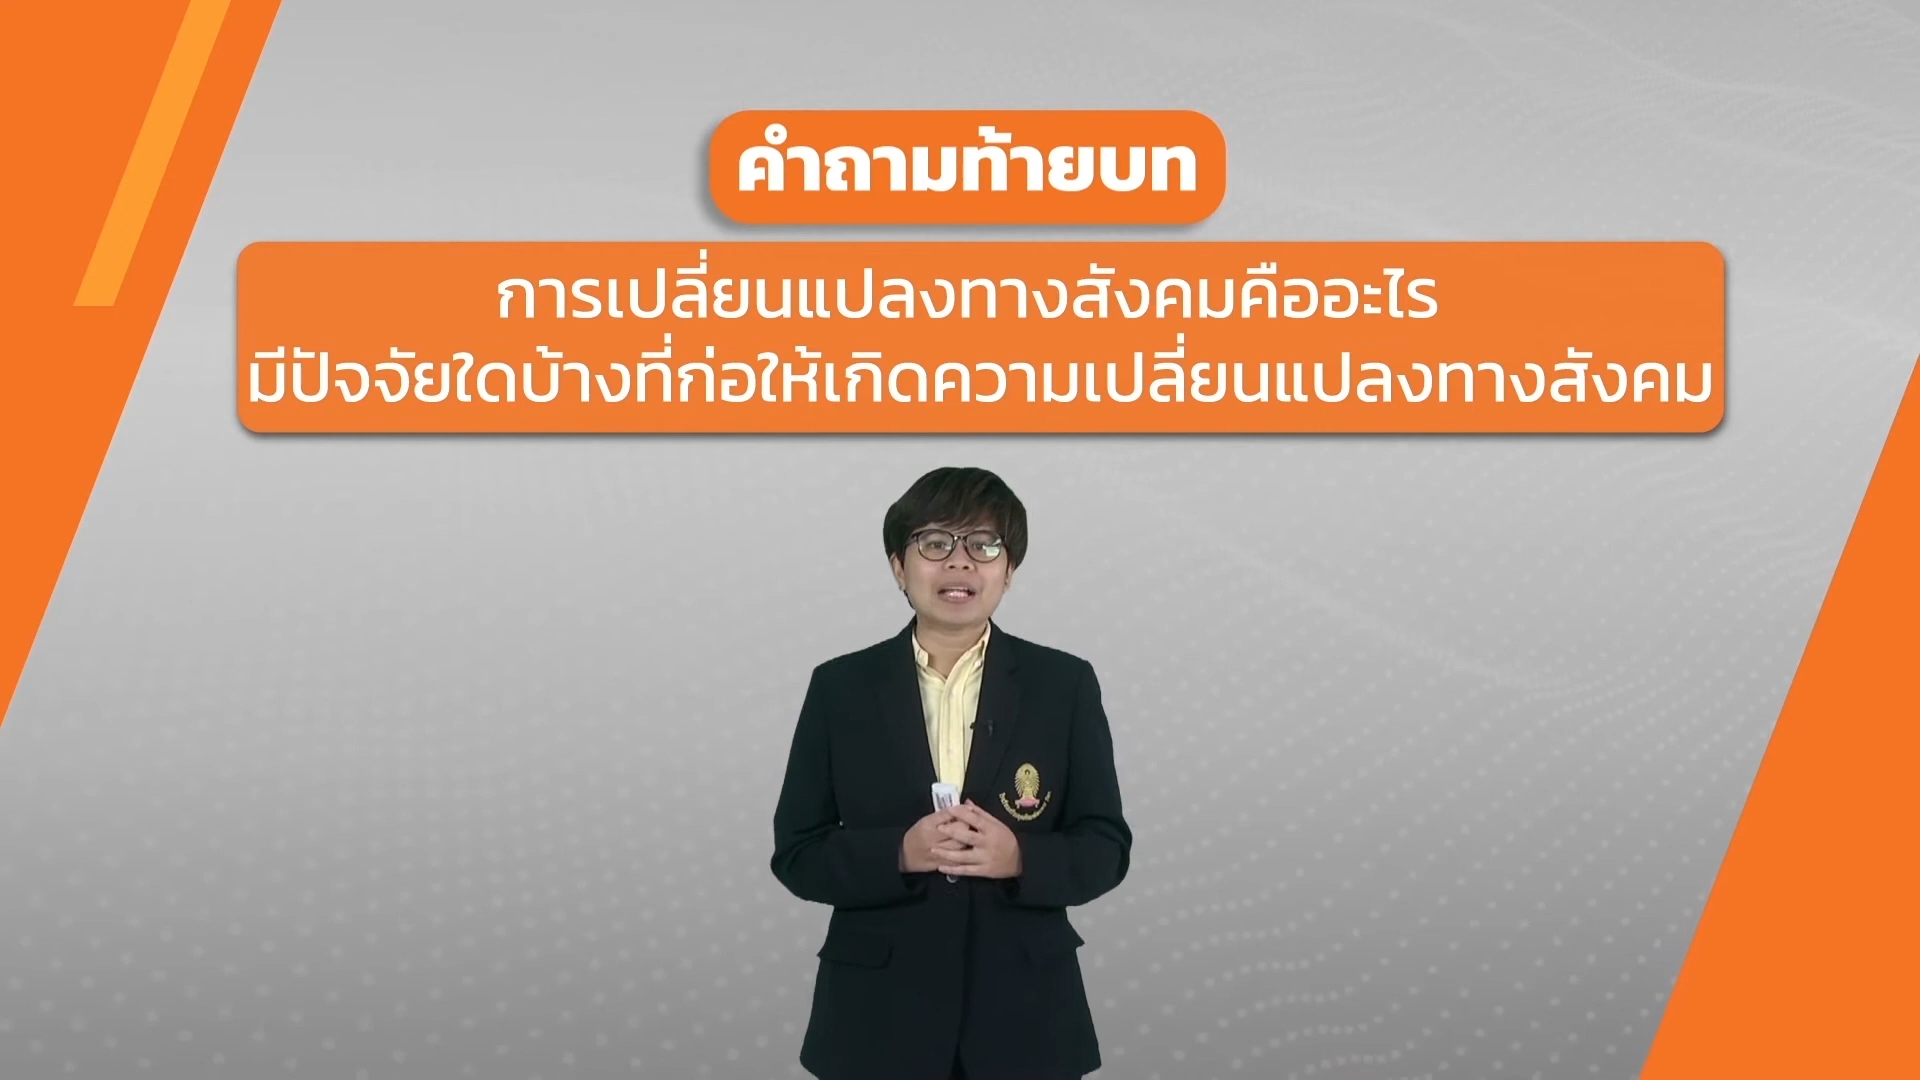 คำถามท้ายบท
การเปลี่ยนแปลงทางสังคมคืออะไร
มีปัจจัยใดบ้างที่ก่อให้เกิดความเปลี่ยนแปลงทางสังคม